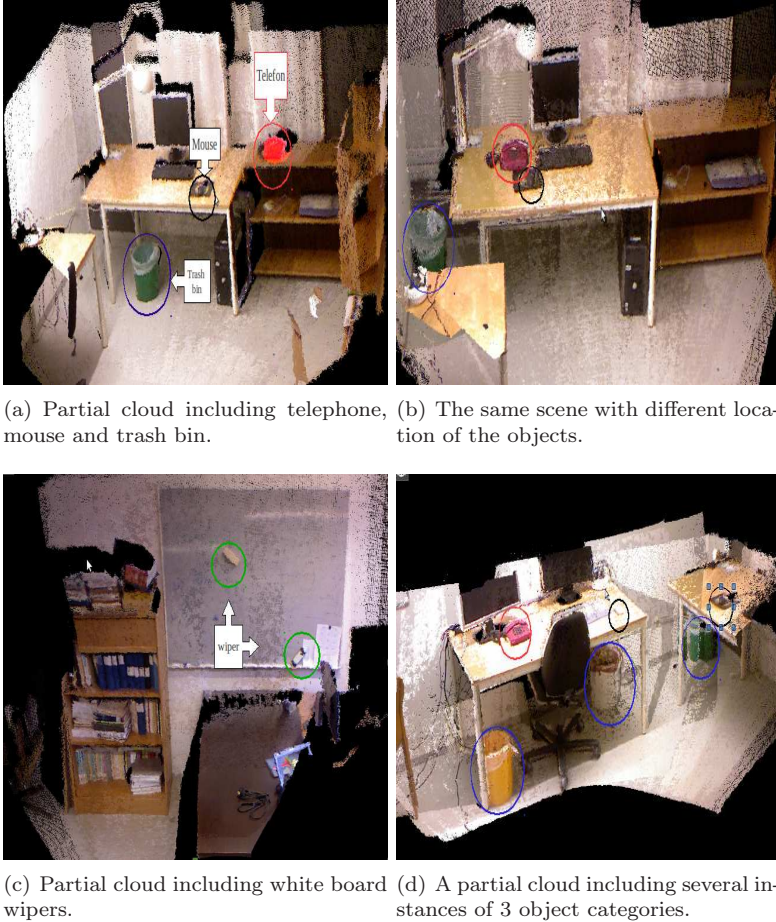 Telefon
Mouse
Trash
bin
(a) Partial cloud including telephone,
mouse and trash bin.
(b) The same scene with different loca-
tion of the objects.
wiper
(c) Partial cloud including white board
wipers.
(d) A partial cloud including several in-
stances of 3 object categories.